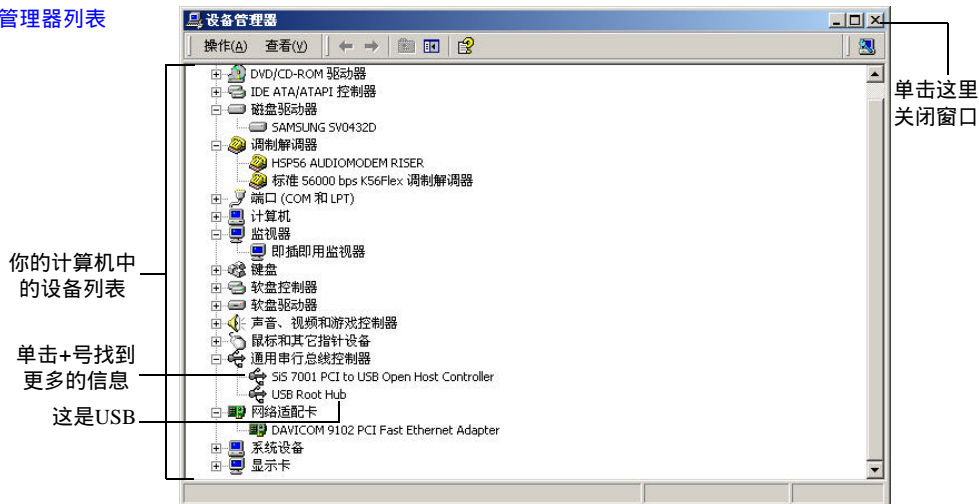 管理器列表
设备管理器
操作(A) 查看(V)
DVD/CD-ROM 驱动器
IDE ATA/ATAPI 控制器
磁盘驱动器
SAMSUNG SV0432D
调制解调器
HSP56 AUDIOMODEM RISER
标准 56000 bps K56Flex 调制解调器
端口 (COM 和 LPT)
计算机
监视器
即插即用监视器
键盘
软盘控制器
软盘驱动器
声音、视频和游戏控制器
鼠标和其它指针设备
通用串行总线控制器
SiS 7001 PCI to USB Open Host Controller
USB Root Hub
网络适配卡
DAVICOM 9102 PCI Fast Ethernet Adapter
系统设备
显示卡
单击这里
关闭窗口
你的计算机中
的设备列表
单击+号找到
更多的信息
这是USB